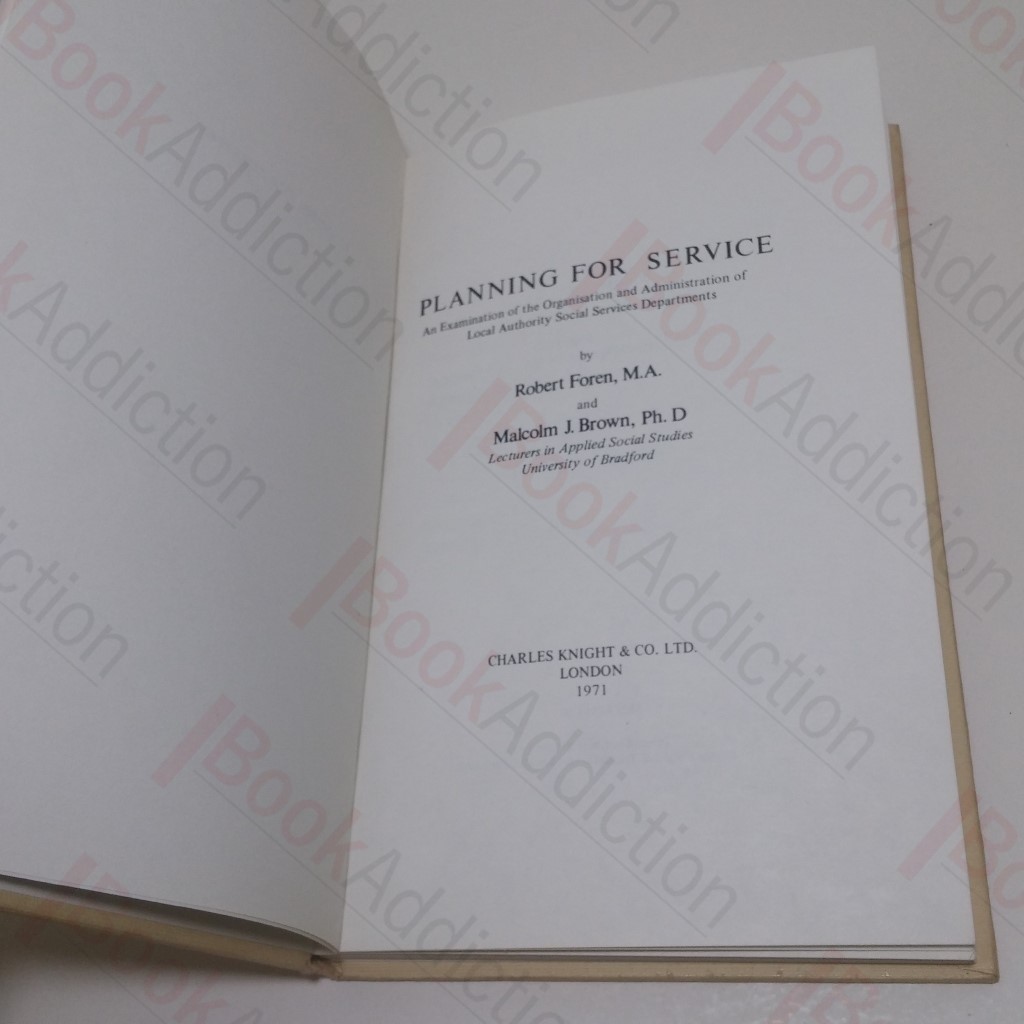 PLANNING FOR SERVICE
An Examination of the Organisation and Administration of
Local Authority Social Services Departments
by
Robert Foren, M.A.
and
Malcolm J. Brown, Ph. D
Lecturers in Applied Social Studies
University of Bradford
CHARLES KNIGHT & CO. LTD.
LONDON
1971
BookAddiction